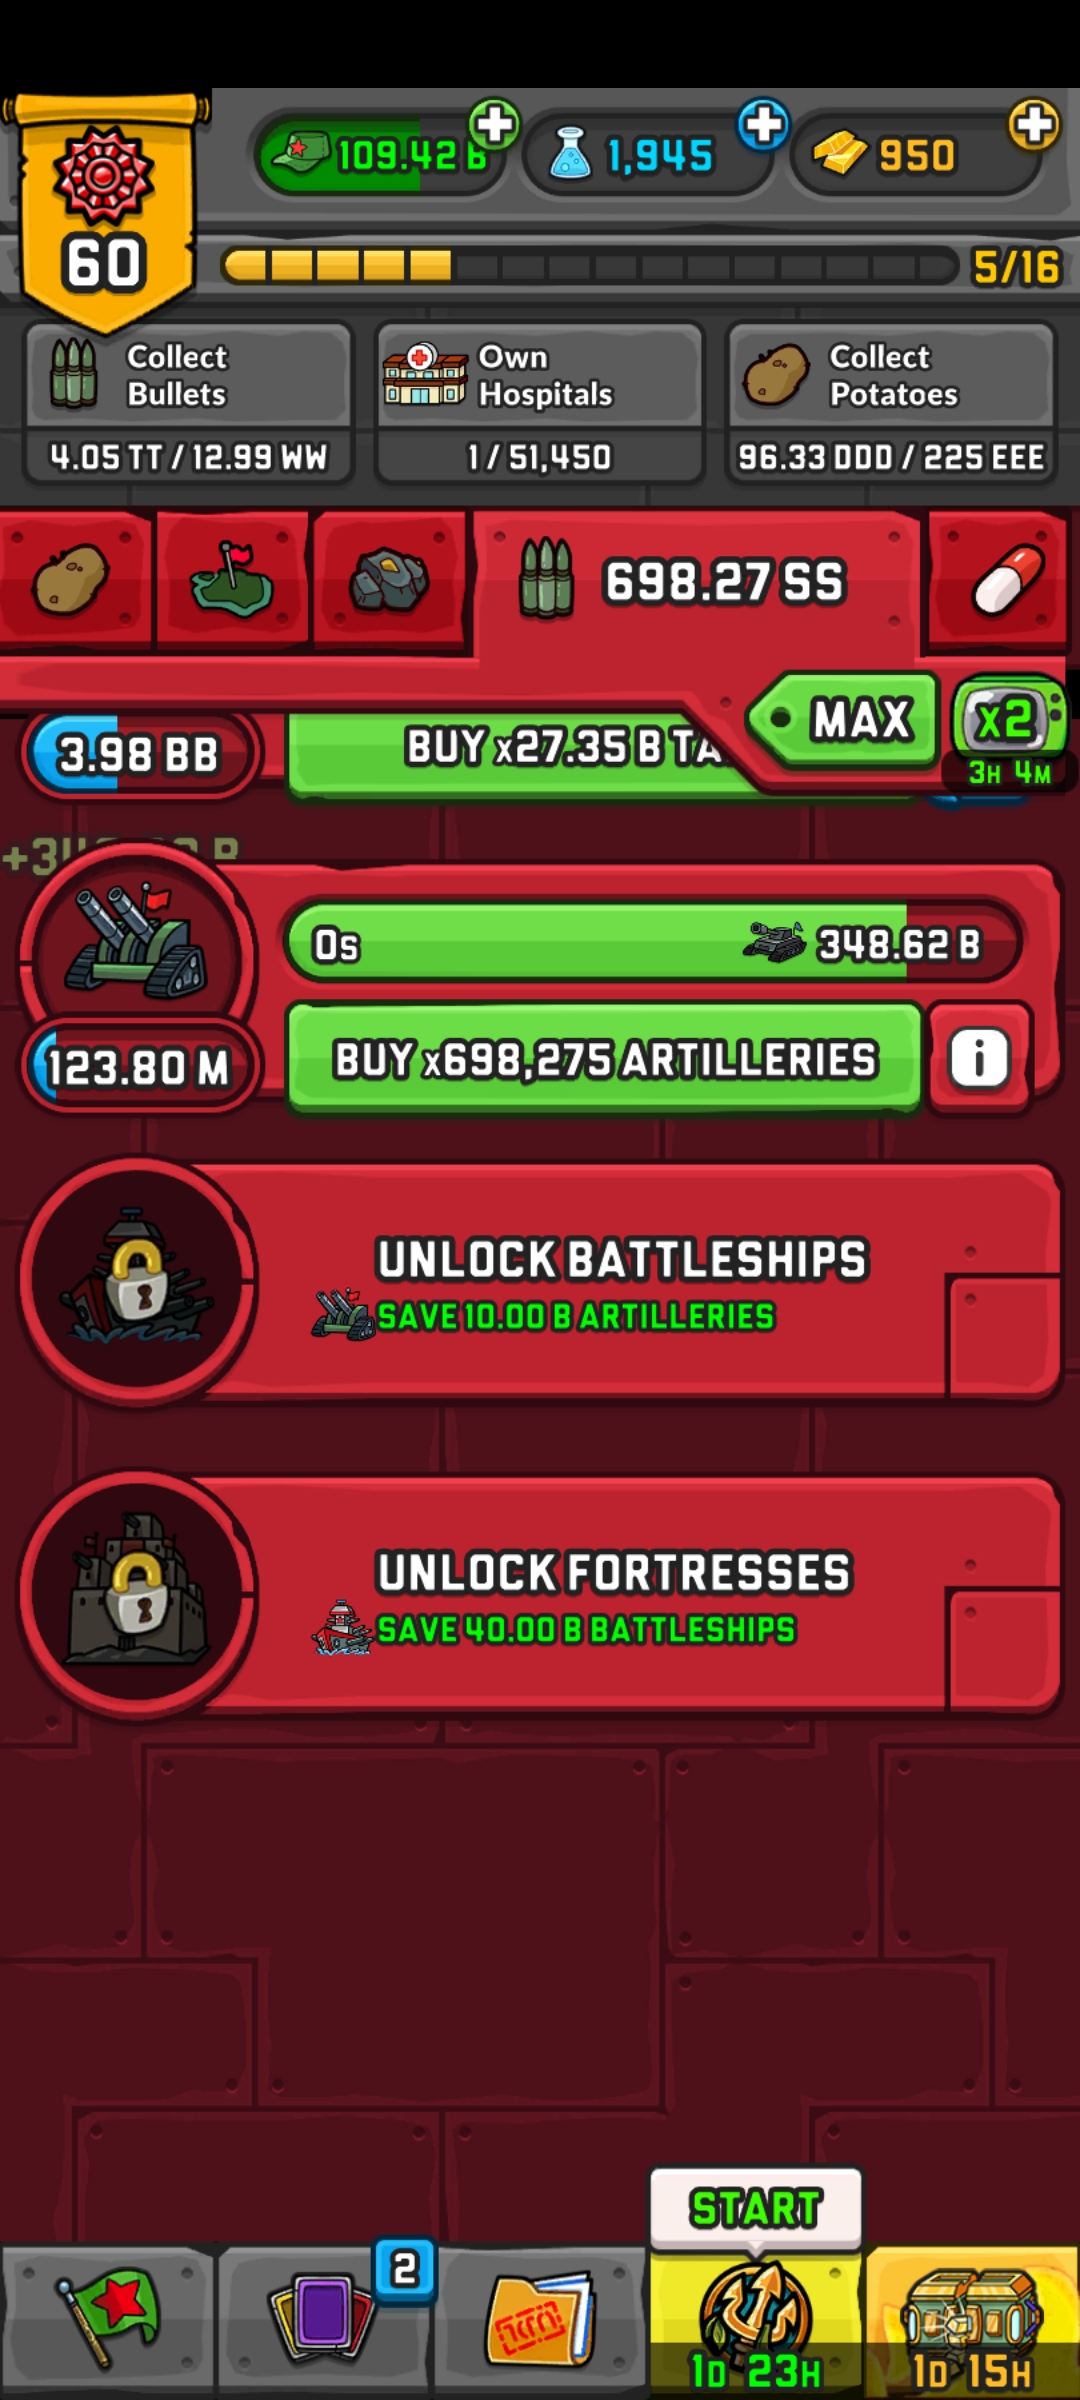 109.42 B
1,945
950
60
5/16
Collect
Bullets
4.05 TT / 12.99 WW
Own
Hospitals
1 / 51,450
Collect
Potatoes
96.33 DDD / 225 EEE
698.27 SS
MAX
x2
3H 4M
3.98 BB
BUY x27.35 B
0s
348.62 B
123.80 M
BUY x698,275 ARTILLERIES
i
UNLOCK BATTLESHIPS
SAVE 10.00 B ARTILLERIES
UNLOCK FORTRESSES
SAVE 40.00 B BATTLESHIPS
START
2
1D 23H
1D 15H